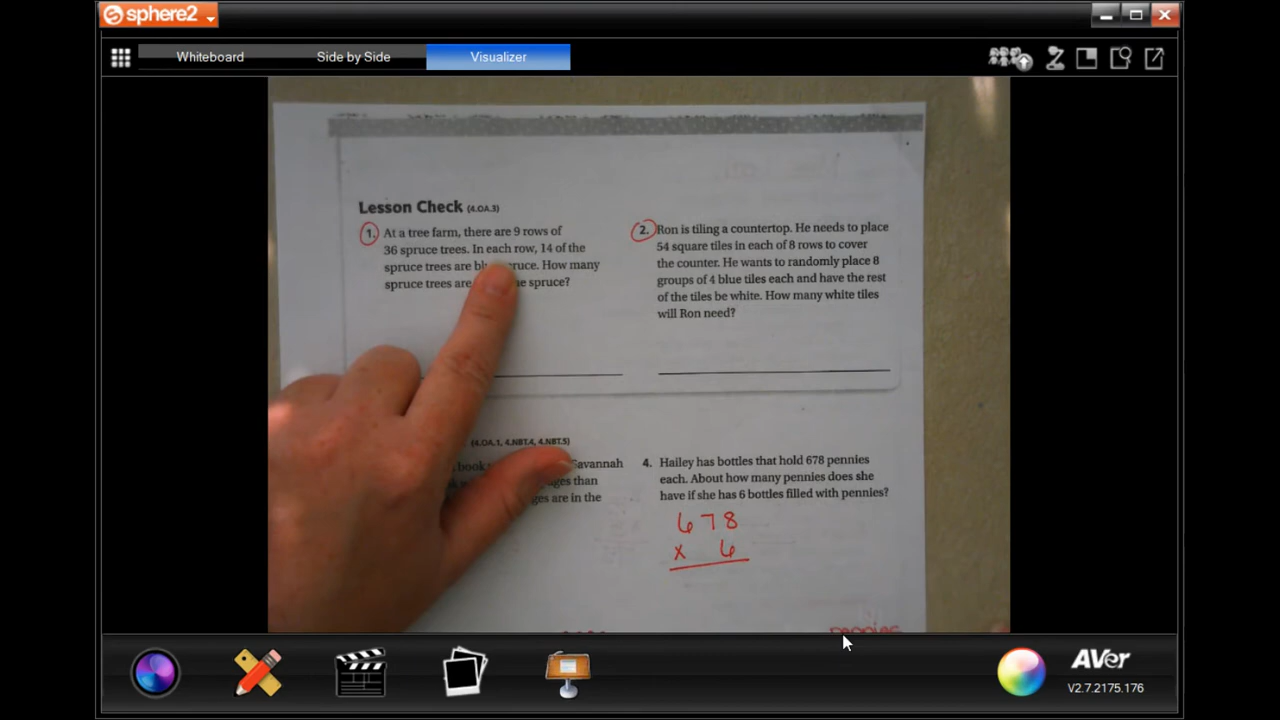 sphere2
Whiteboard
Side by Side
Visualizer
Lesson Check (4.OA.3)
1. At a tree farm, there are 9 rows of
36 spruce trees. In each row, 14 of the
spruce trees are spruce. How many
spruce trees are spruce?
2. Ron is tiling a countertop. He needs to place
54 square tiles in each of 8 rows to cover
the counter. He wants to randomly place 8
groups of 4 blue tiles each and have the rest
of the tiles be white. How many white tiles
will Ron need?
(4.OA.1, 4.NBT.4, 4.NBT.5)
book Savannah
than
are in the
4. Hailey has bottles that hold 678 pennies
each. About how many pennies does she
have if she has 6 bottles filled with pennies?
678
x 6
pennies
AVer
V2.7.2175.176